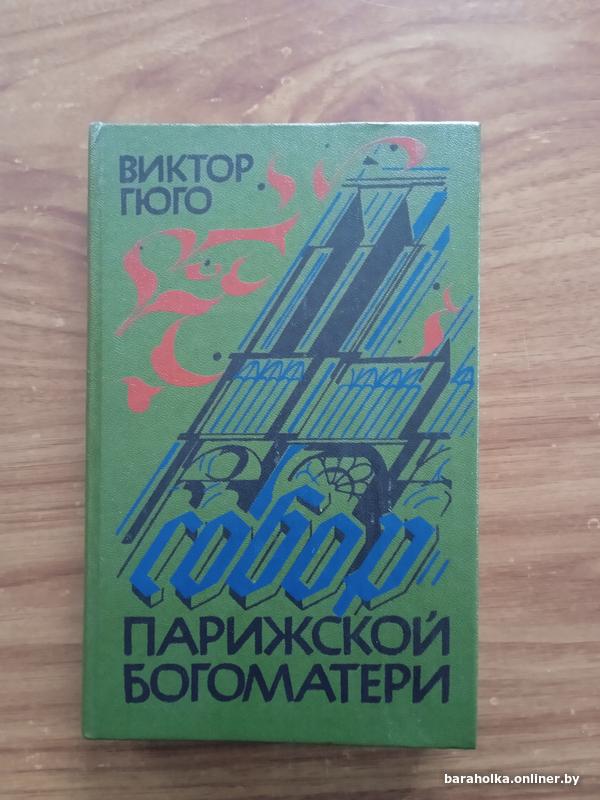 ВИКТОР
ГЮГО
собор
ПАРИЖСКОЙ
БОГОМАТЕРИ
baraholka.onliner.by